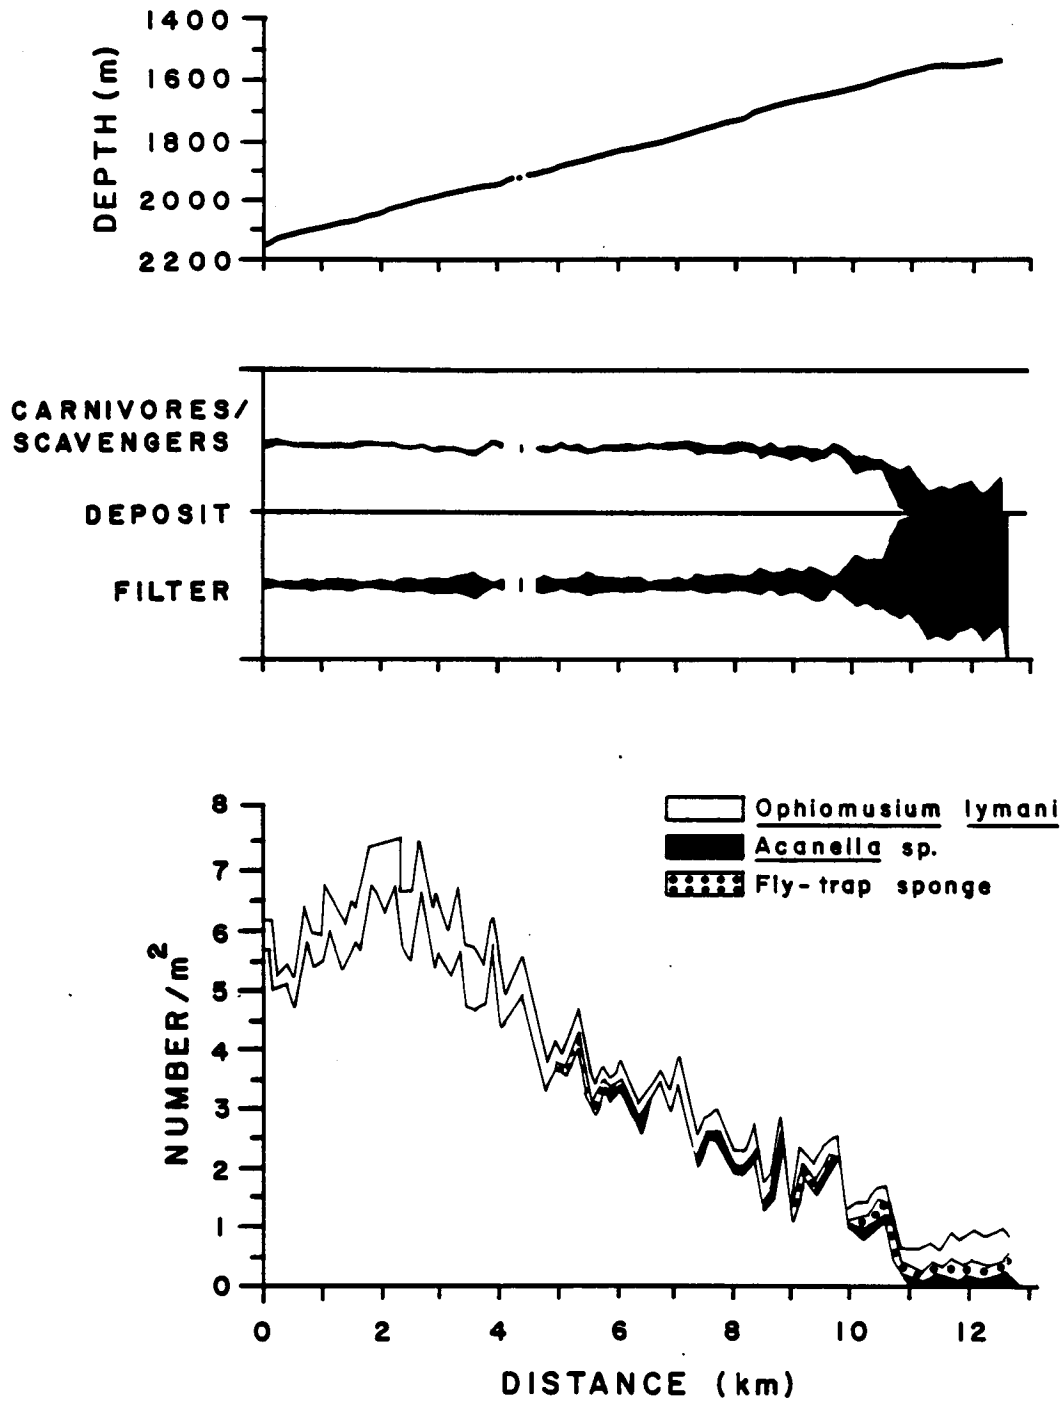 1400
1600
1800
2000
2200
DEPTH (m)
CARNIVORES/
SCAVENGERS
DEPOSIT
FILTER
Ophiomusium lymani
Acanella sp.
Fly-trap sponge
8
7
6
5
4
3
2
1
0
NUMBER/m²
0 2 4 6 8 10 12
DISTANCE (km)